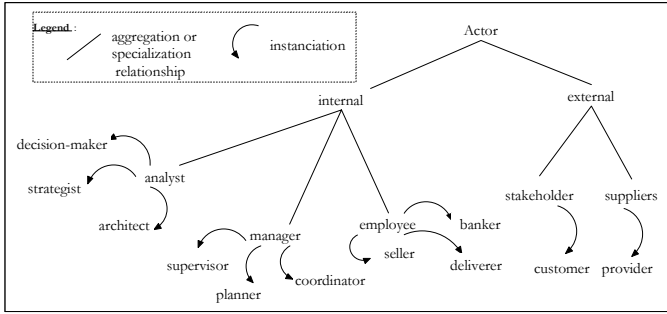 Legend :
aggregation or
specialization
relationship
instanciation
Actor
internal
external
decision-maker
strategist
analyst
architect
manager
supervisor
planner
coordinator
employee
banker
seller
deliverer
stakeholder
suppliers
customer
provider